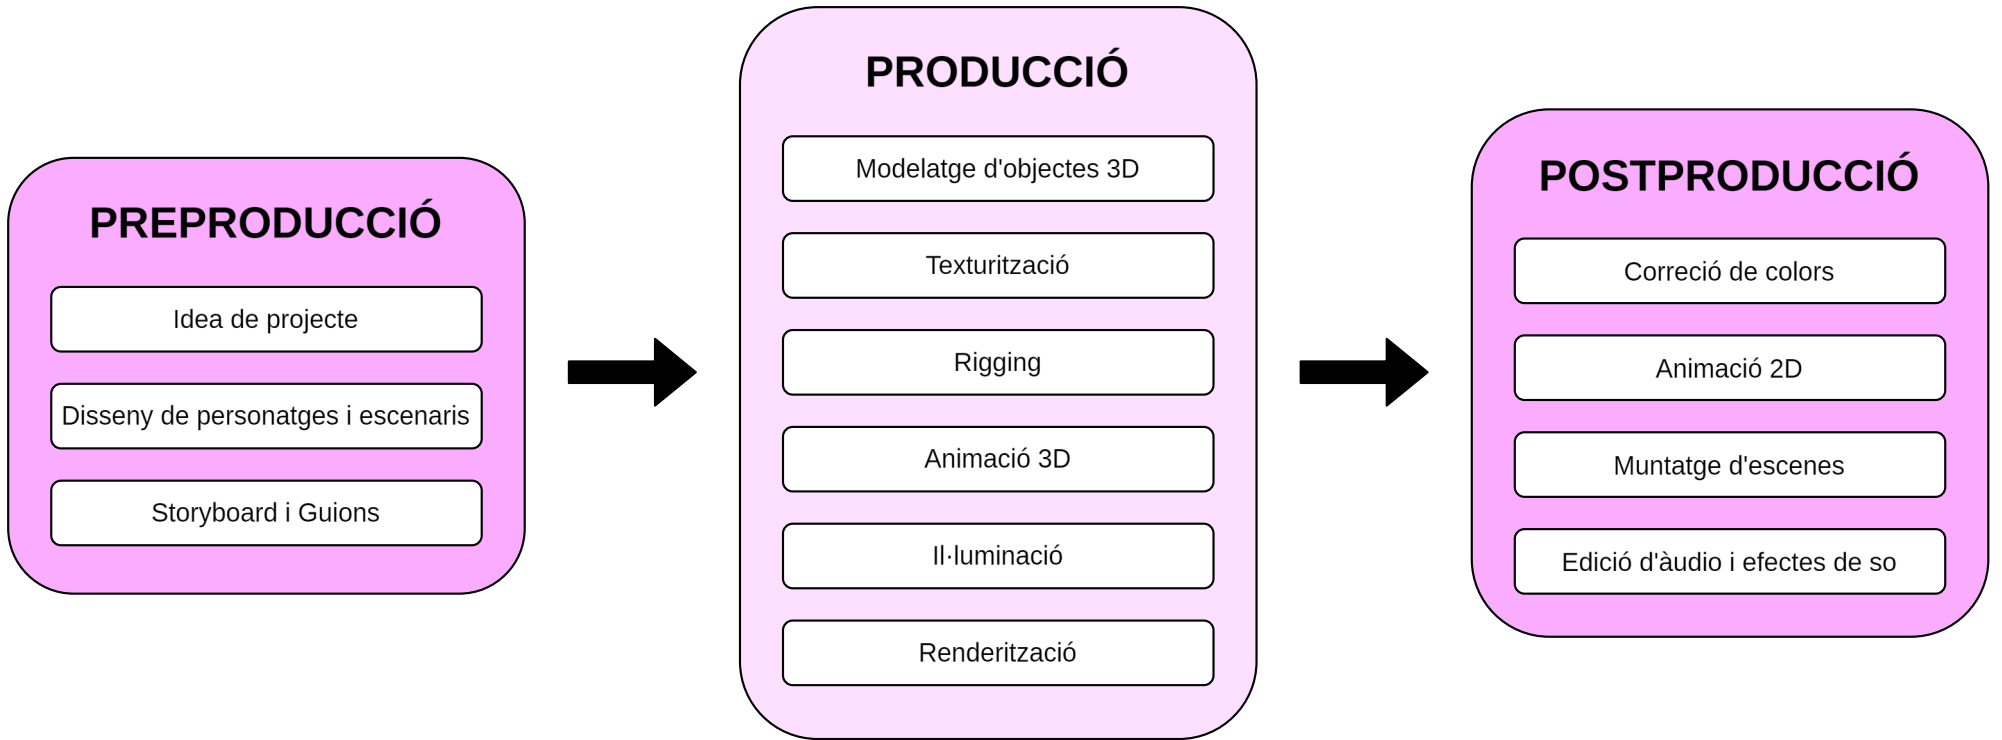 PREPRODUCCIÓ
Idea de projecte
Disseny de personatges i escenaris
Storyboard i Guions
PRODUCCIÓ
Modelatge d'objectes 3D
Texturització
Rigging
Animació 3D
Il·luminació
Renderització
POSTPRODUCCIÓ
Correció de colors
Animació 2D
Muntatge d'escenes
Edició d'àudio i efectes de so